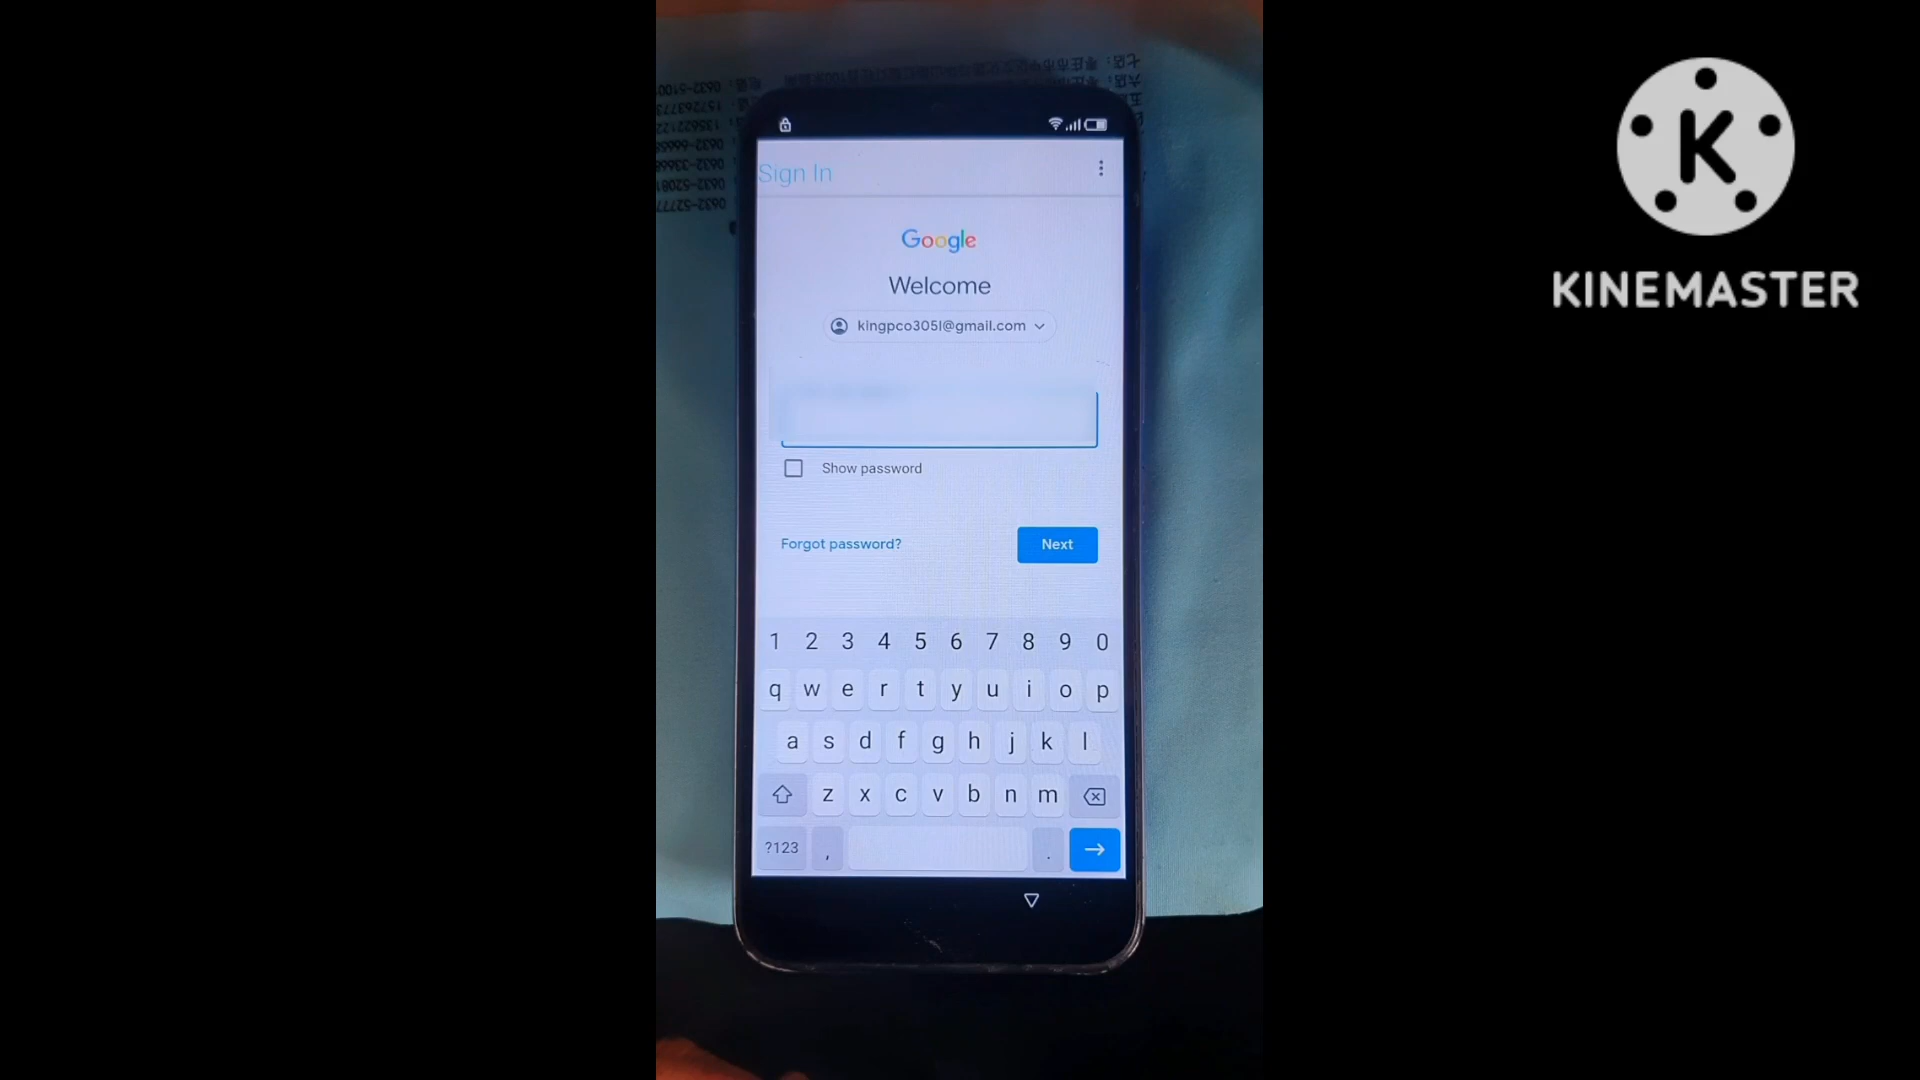 KINEMASTER
Sign In
Google
Welcome
kingpco305l@gmail.com
Show password
Forgot password?
Next
1 2 3 4 5 6 7 8 9 0
q w e r t y u i o p
a s d f g h j k l
z x c v b n m
?123 , .